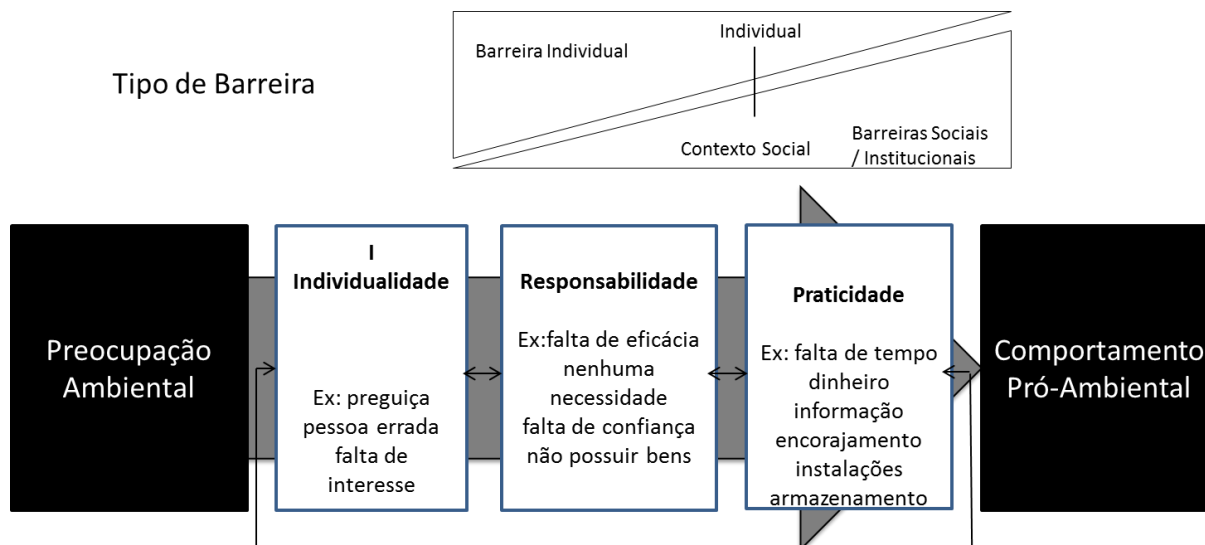 Tipo de Barreira
Barreira Individual
Individual
Contexto Social
Barreiras Sociais
/ Institucionais
Preocupação
Ambiental
I
Individualidade
Ex: preguiça
pessoa errada
falta de
interesse
Responsabilidade
Ex:falta de eficácia
nenhuma
necessidade
falta de confiança
não possuir bens
Praticidade
Ex: falta de tempo
dinheiro
informação
encorajamento
instalações
armazenamento
Comportamento
Pró-Ambiental